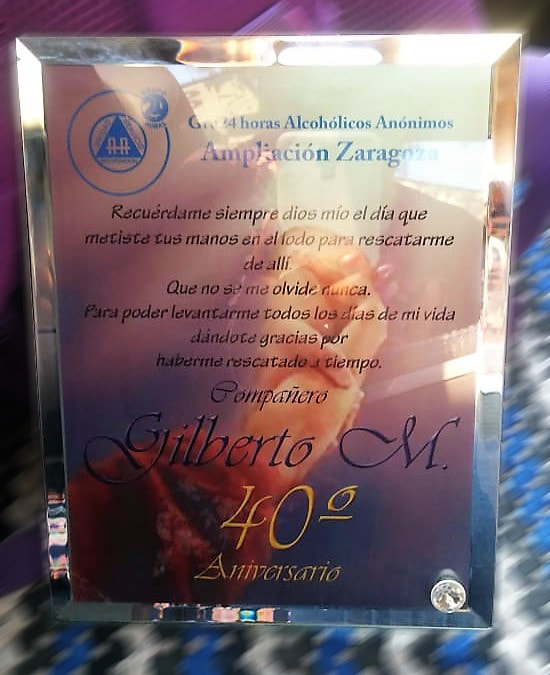 24 horas Alcohólicos Anónimos
Ampliación Zaragoza
AA
Recuérdame siempre dios mío el día que
metiste tus manos en el lodo para rescatarme
de allí.
Que no se me olvide nunca.
Para poder levantarme todos los días de mi vida
dándote gracias por
haberme rescatado a tiempo.
Compañero
Gilberto M.
40º
Aniversario